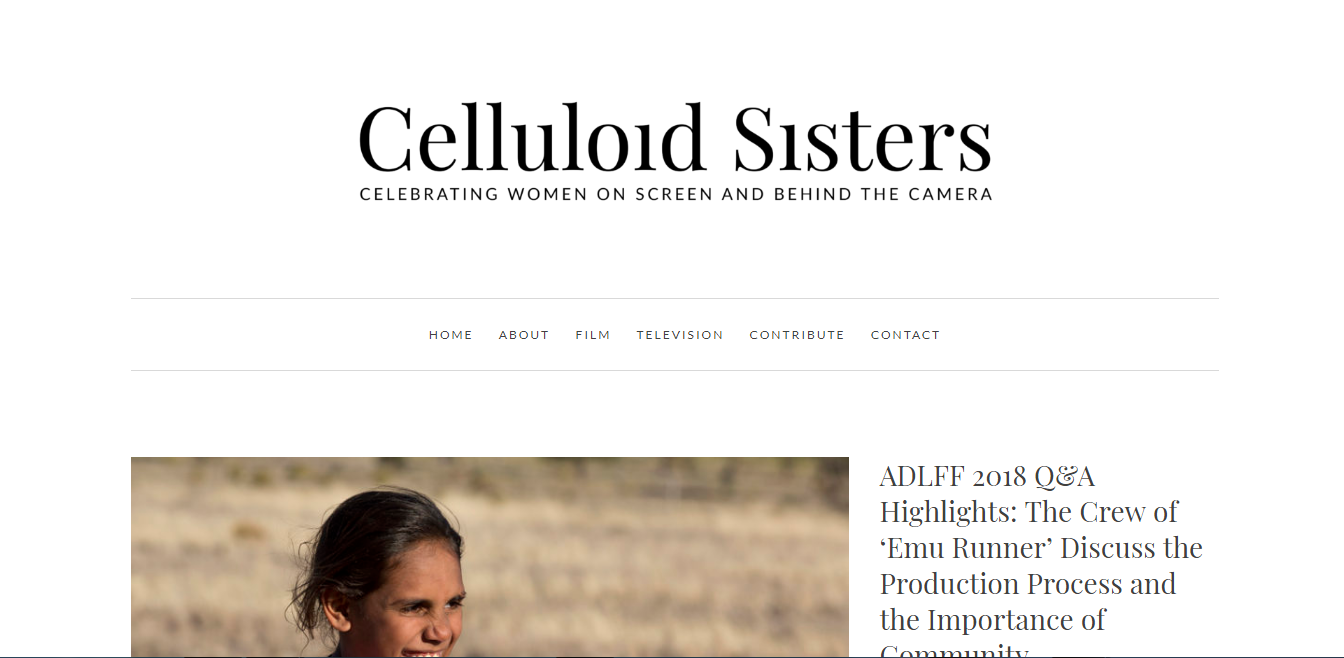 Celluloid Sisters
CELEBRATING WOMEN ON SCREEN AND BEHIND THE CAMERA
HOME ABOUT FILM TELEVISION CONTRIBUTE CONTACT
ADLFF 2018 Q&A
Highlights: The Crew of
‘Emu Runner’ Discuss the
Production Process and
the Importance of
Community